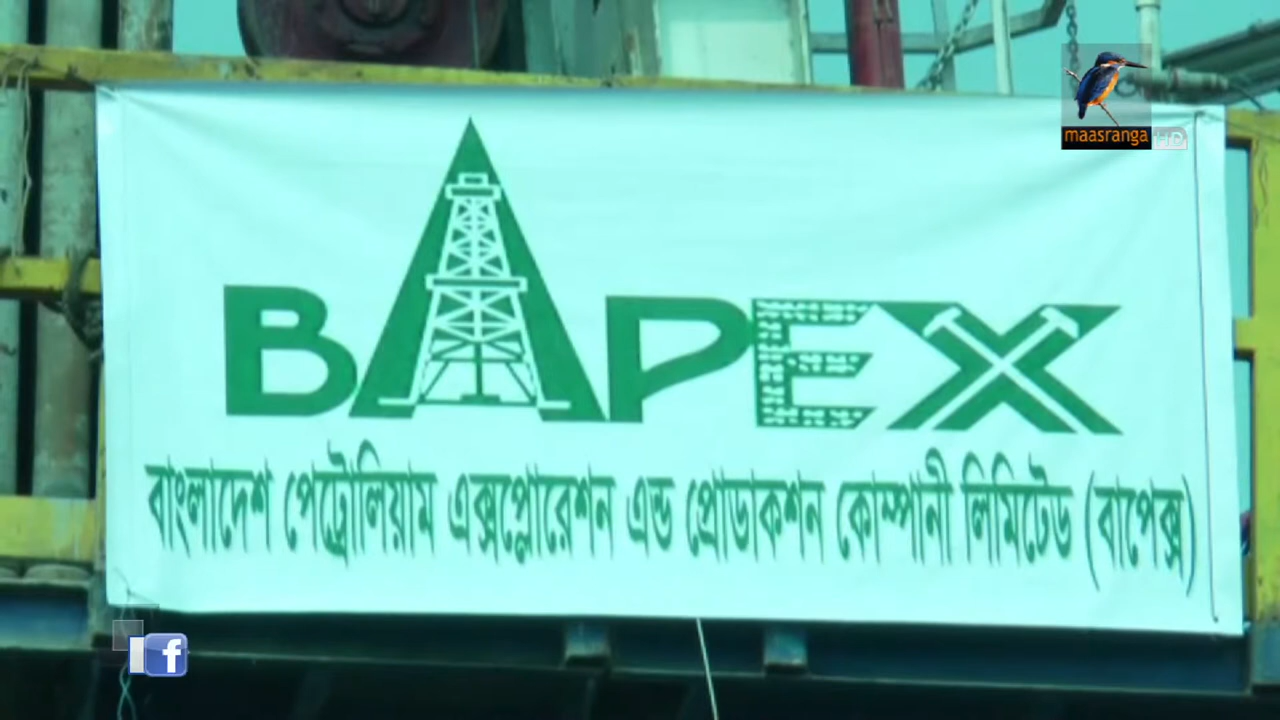 maasranga HD
BAPEX
বাংলাদেশ পেট্রোলিয়াম এক্সপ্লোরেশন এন্ড প্রোডাকশন কোম্পানী লিমিটেড (বাপেক্স)
f